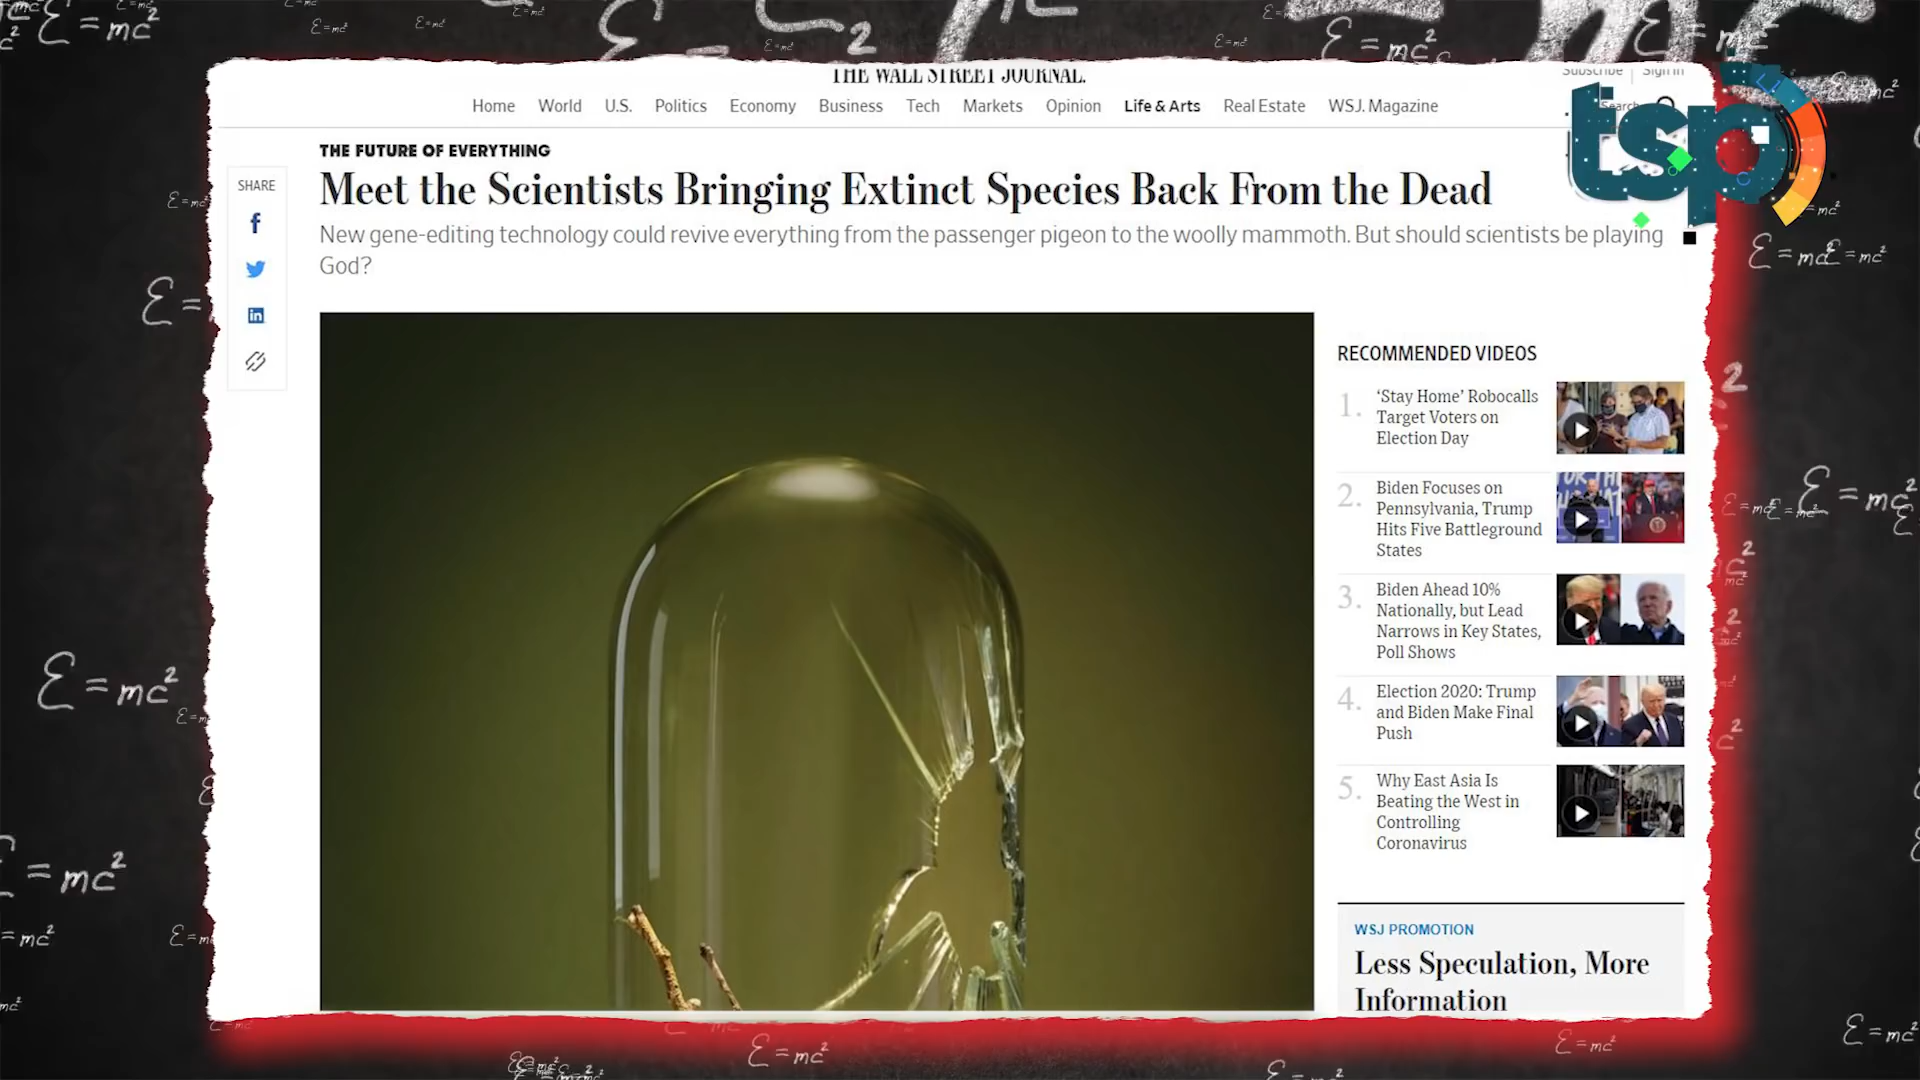 THE WALL STREET JOURNAL.
Subscribe Sign In
Home World U.S. Politics Economy Business Tech Markets Opinion Life & Arts Real Estate WSJ. Magazine
Search
tsp
THE FUTURE OF EVERYTHING
SHARE
Meet the Scientists Bringing Extinct Species Back From the Dead
New gene-editing technology could revive everything from the passenger pigeon to the woolly mammoth. But should scientists be playing
God?
RECOMMENDED VIDEOS
1. ‘Stay Home’ Robocalls
Target Voters on
Election Day
2. Biden Focuses on
Pennsylvania, Trump
Hits Five Battleground
States
3. Biden Ahead 10%
Nationally, but Lead
Narrows in Key States,
Poll Shows
4. Election 2020: Trump
and Biden Make Final
Push
5. Why East Asia Is
Beating the West in
Controlling
Coronavirus
WSJ PROMOTION
Less Speculation, More
Information
E = mc²
E = mc²
E = mc²
E = mc²
E = mc²
E = mc²